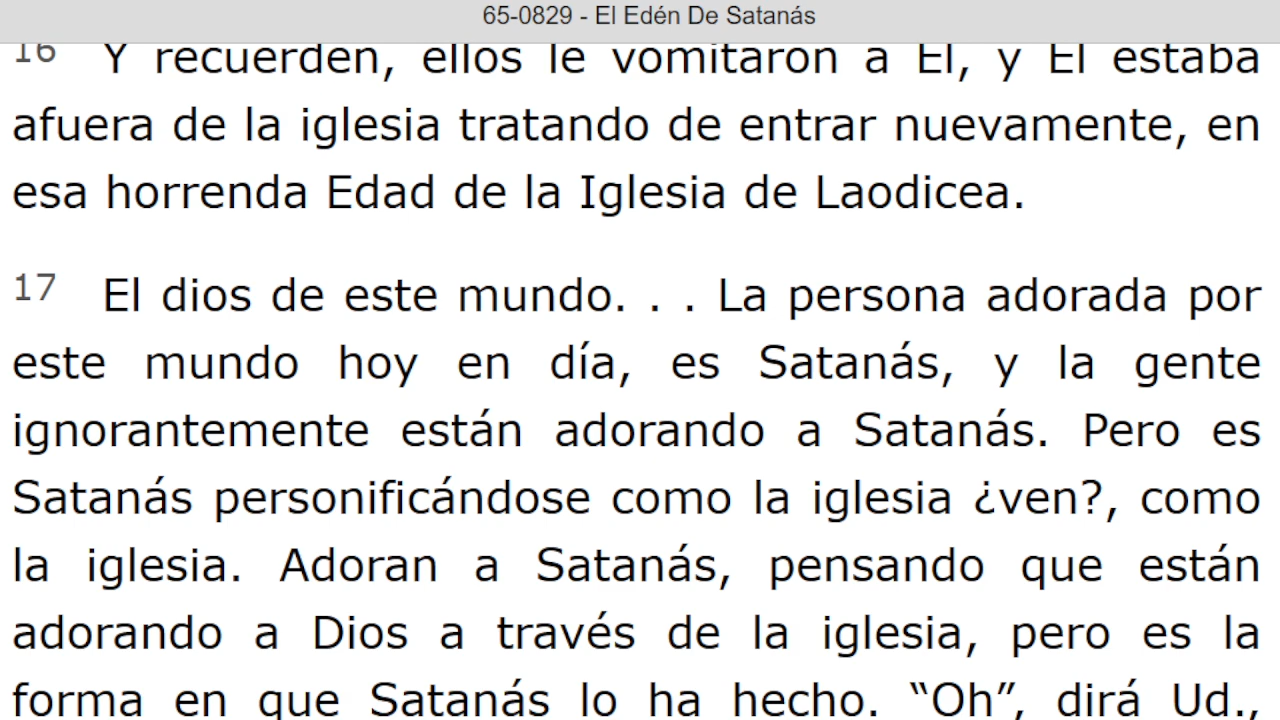 65-0829 - El Edén De Satanás
16 Y recuerden, ellos le vomitaron a El, y El estaba
afuera de la iglesia tratando de entrar nuevamente, en
esa horrenda Edad de la Iglesia de Laodicea.
17 El dios de este mundo. . . La persona adorada por
este mundo hoy en día, es Satanás, y la gente
ignorantemente están adorando a Satanás. Pero es
Satanás personificándose como la iglesia ¿ven?, como
la iglesia. Adoran a Satanás, pensando que están
adorando a Dios a través de la iglesia, pero es la
forma en que Satanás lo ha hecho. “Oh”, dirá Ud.,